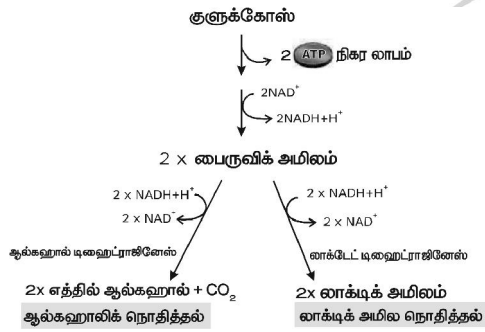 குளுக்கோஸ்
2 ATP நிகர லாபம்
2NAD⁺
2NADH+H⁺
2 x பைருவிக் அமிலம்
2 x NADH+H⁺
2 x NAD⁻
2 x NADH+H⁺
2 x NAD⁺
ஆல்கஹால் டிஹைட்ராஜினேஸ்
லாக்டேட் டிஹைட்ராஜினேஸ்
2x எத்தில் ஆல்கஹால் + CO₂
ஆல்கஹாலிக் நொதித்தல்
2x லாக்டிக் அமிலம்
லாக்டிக் அமில நொதித்தல்